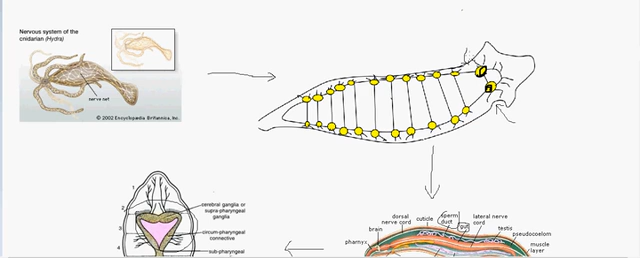 Nervous system of the
cnidarian (Hydra)
nerve net
© 2002 Encyclopædia Britannica, Inc.
1
2
3
4
cerebral ganglia or
supra-pharyngeal
ganglia
circum-pharyngeal
connective
sub-pharyngeal
pharynx
brain
dorsal
nerve cord
cuticle
sperm
duct
gut
lateral nerve
cord
testis
pseudocoelom
muscle
layer